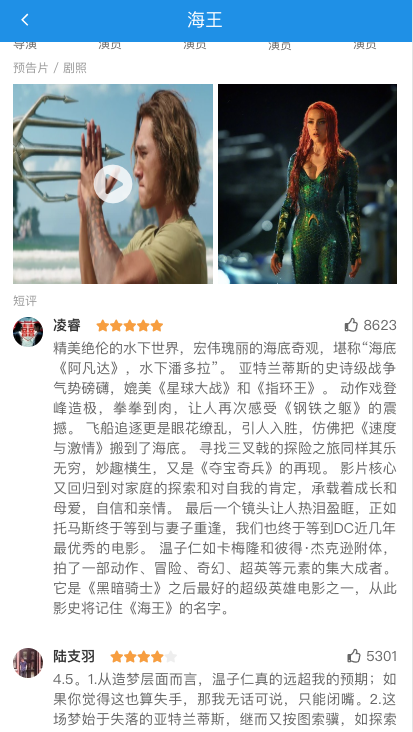 海王
导演 演员 演员 演员 演员
预告片 / 剧照
短评
凌睿 8623
精美绝伦的水下世界，宏伟瑰丽的海底奇观，堪称“海底
《阿凡达》，水下潘多拉”。 亚特兰蒂斯的史诗级战争
气势磅礴，媲美《星球大战》和《指环王》。 动作戏登
峰造极，拳拳到肉，让人再次感受《钢铁之躯》的震
撼。 飞船追逐更是眼花缭乱，引人入胜，仿佛把《速度
与激情》搬到了海底。 寻找三叉戟的探险之旅同样其乐
无穷，妙趣横生，又是《夺宝奇兵》的再现。 影片核心
又回归到对家庭的探索和对自我的肯定，承载着成长和
母爱，自信和亲情。 最后一个镜头让人热泪盈眶，正如
托马斯终于等到与妻子重逢，我们也终于等到DC近几年
最优秀的电影。 温子仁如卡梅隆和彼得·杰克逊附体，
拍了一部动作、冒险、奇幻、超英等元素的集大成者。
它是《黑暗骑士》之后最好的超级英雄电影之一，从此
影史将记住《海王》的名字。
陆支羽 5301
4.5。1.从造梦层面而言，温子仁真的远超我的预期；如
果你觉得这也算失手，那我无话可说，只能闭嘴。2.这
场梦始于失落的亚特兰蒂斯，继而又按图索骥，如探索